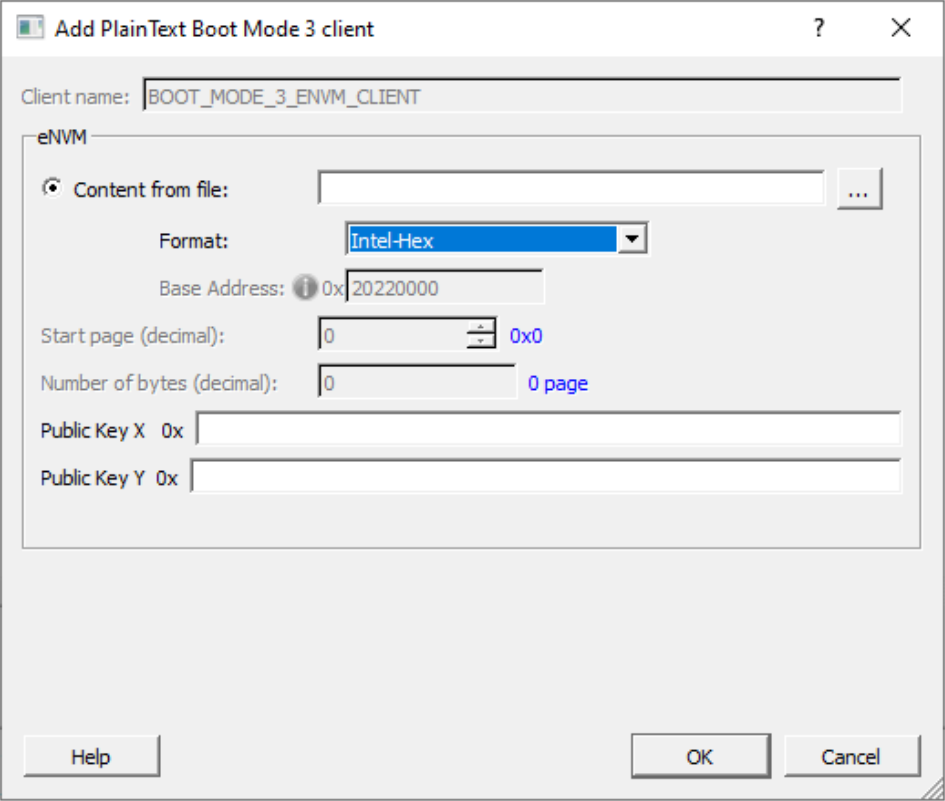 Add PlainText Boot Mode 3 client ?
Client name: BOOT_MODE_3_ENVM_CLIENT
eNVM
Content from file: ...
Format: Intel-Hex
Base Address: 0x 20220000
Start page (decimal): 0 0x0
Number of bytes (decimal): 0 0 page
Public Key X 0x
Public Key Y 0x
Help OK Cancel